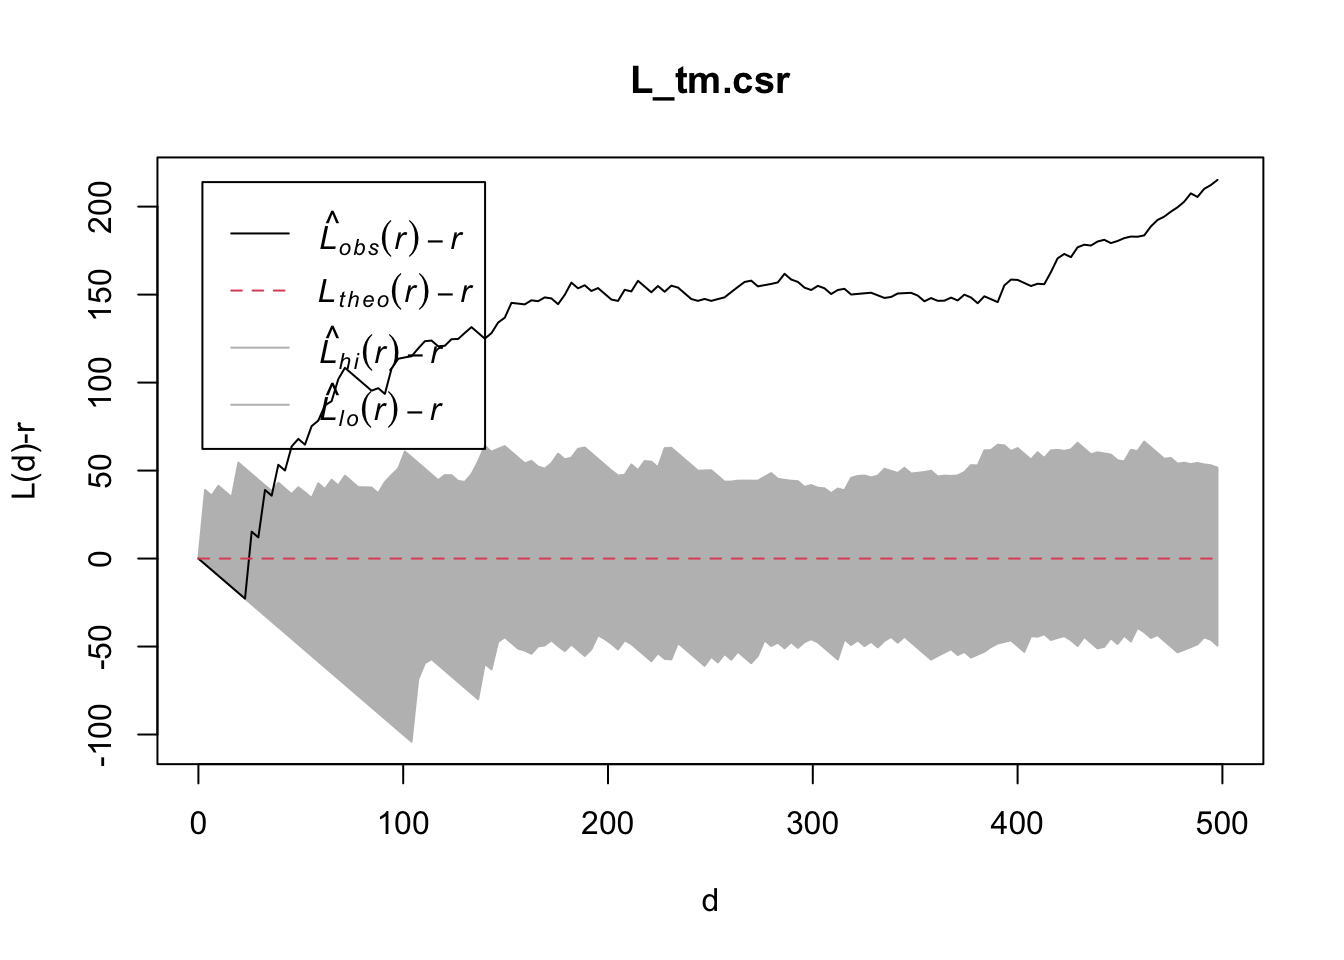 L_tm.csr
L̂obs(r) − r
Ltheo(r) − r
L̂hi(r) − r
L̂lo(r) − r
L(d)-r
200
150
100
50
0
-50
-100
0 100 200 300 400 500
d